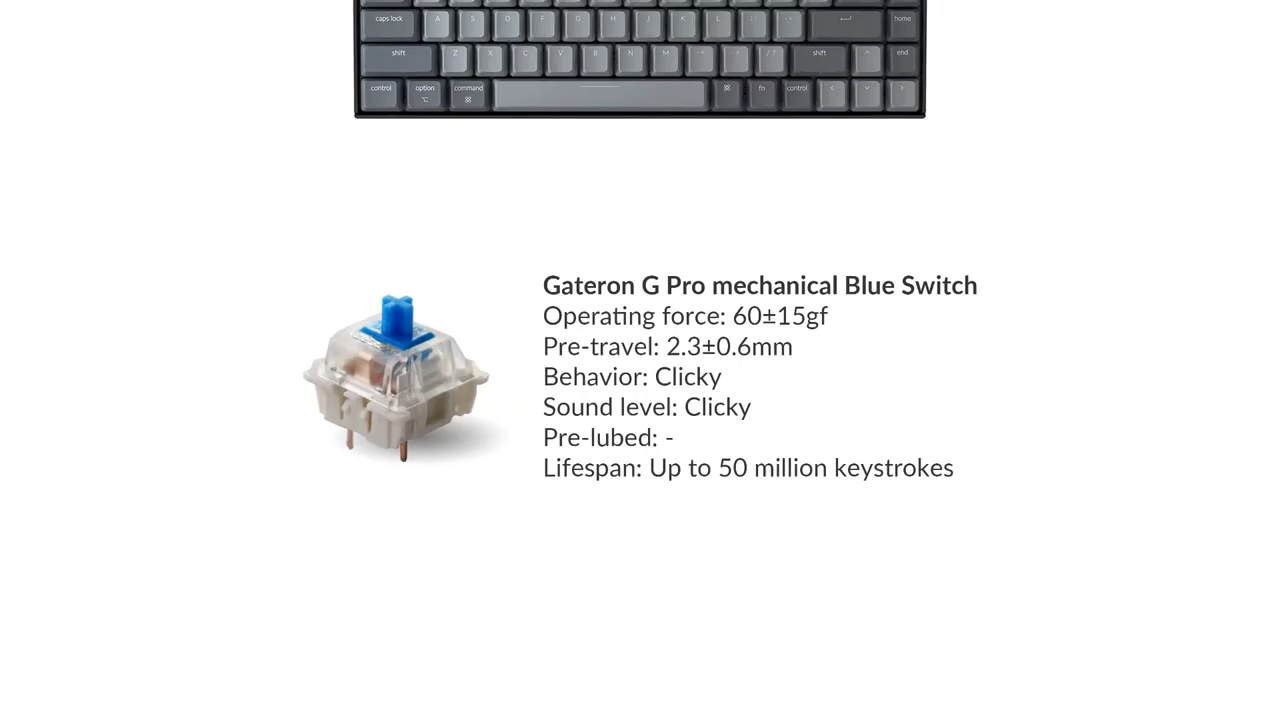 caps lock A S D F G H J K L home
shift Z X C V B N M shift end
control option command fn control
Gateron G Pro mechanical Blue Switch
Operating force: 60±15gf
Pre-travel: 2.3±0.6mm
Behavior: Clicky
Sound level: Clicky
Pre-lubed: -
Lifespan: Up to 50 million keystrokes